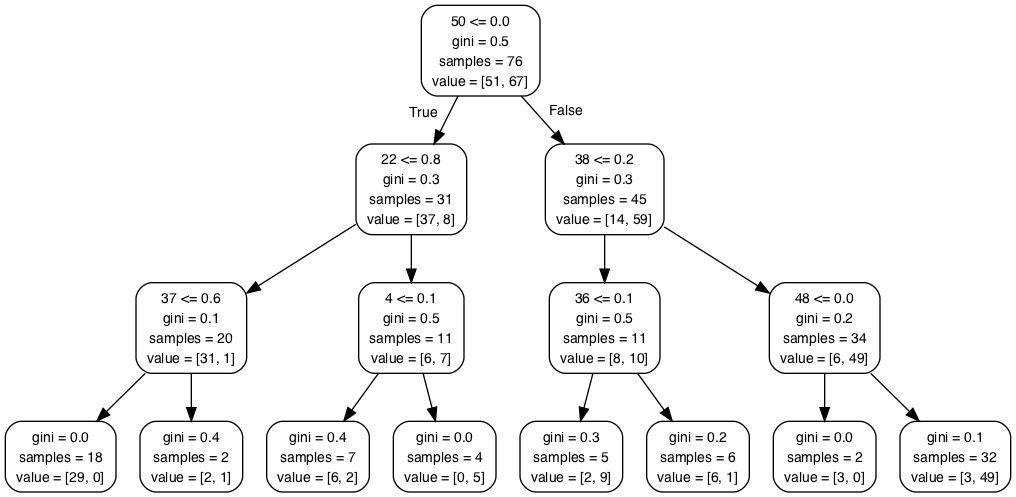 50 <= 0.0
gini = 0.5
samples = 76
value = [51, 67]
True
False
22 <= 0.8
gini = 0.3
samples = 31
value = [37, 8]
38 <= 0.2
gini = 0.3
samples = 45
value = [14, 59]
37 <= 0.6
gini = 0.1
samples = 20
value = [31, 1]
4 <= 0.1
gini = 0.5
samples = 11
value = [6, 7]
36 <= 0.1
gini = 0.5
samples = 11
value = [8, 10]
48 <= 0.0
gini = 0.2
samples = 34
value = [6, 49]
gini = 0.0
samples = 18
value = [29, 0]
gini = 0.4
samples = 2
value = [2, 1]
gini = 0.4
samples = 7
value = [6, 2]
gini = 0.0
samples = 4
value = [0, 5]
gini = 0.3
samples = 5
value = [2, 9]
gini = 0.2
samples = 6
value = [6, 1]
gini = 0.0
samples = 2
value = [3, 0]
gini = 0.1
samples = 32
value = [3, 49]